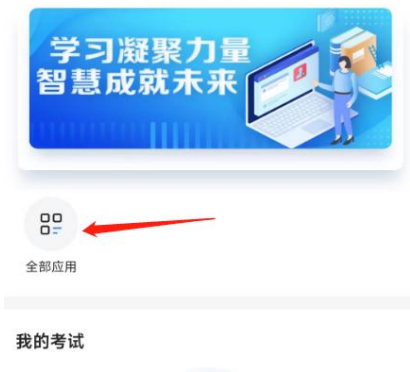 学习凝聚力量
智慧成就未来
全部应用
我的考试